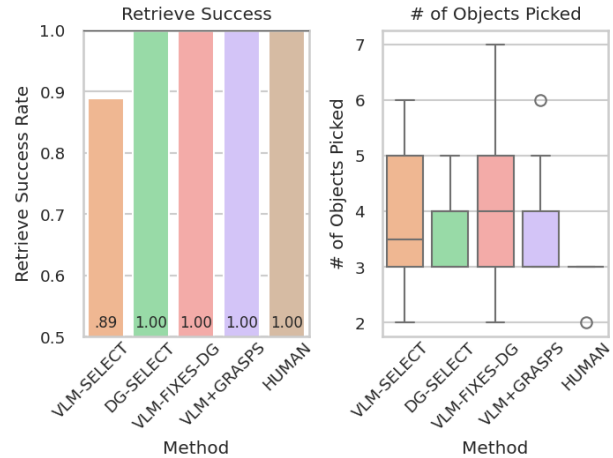 Retrieve Success
Retrieve Success Rate
1.0
0.9
0.8
0.7
0.6
0.5
.89
1.00
1.00
1.00
1.00
VLM-SELECT
DG-SELECT
VLM-FIXES-DG
VLM+GRASPS
HUMAN
Method
# of Objects Picked
# of Objects Picked
7
6
5
4
3
2
VLM-SELECT
DG-SELECT
VLM-FIXES-DG
VLM+GRASPS
HUMAN
Method